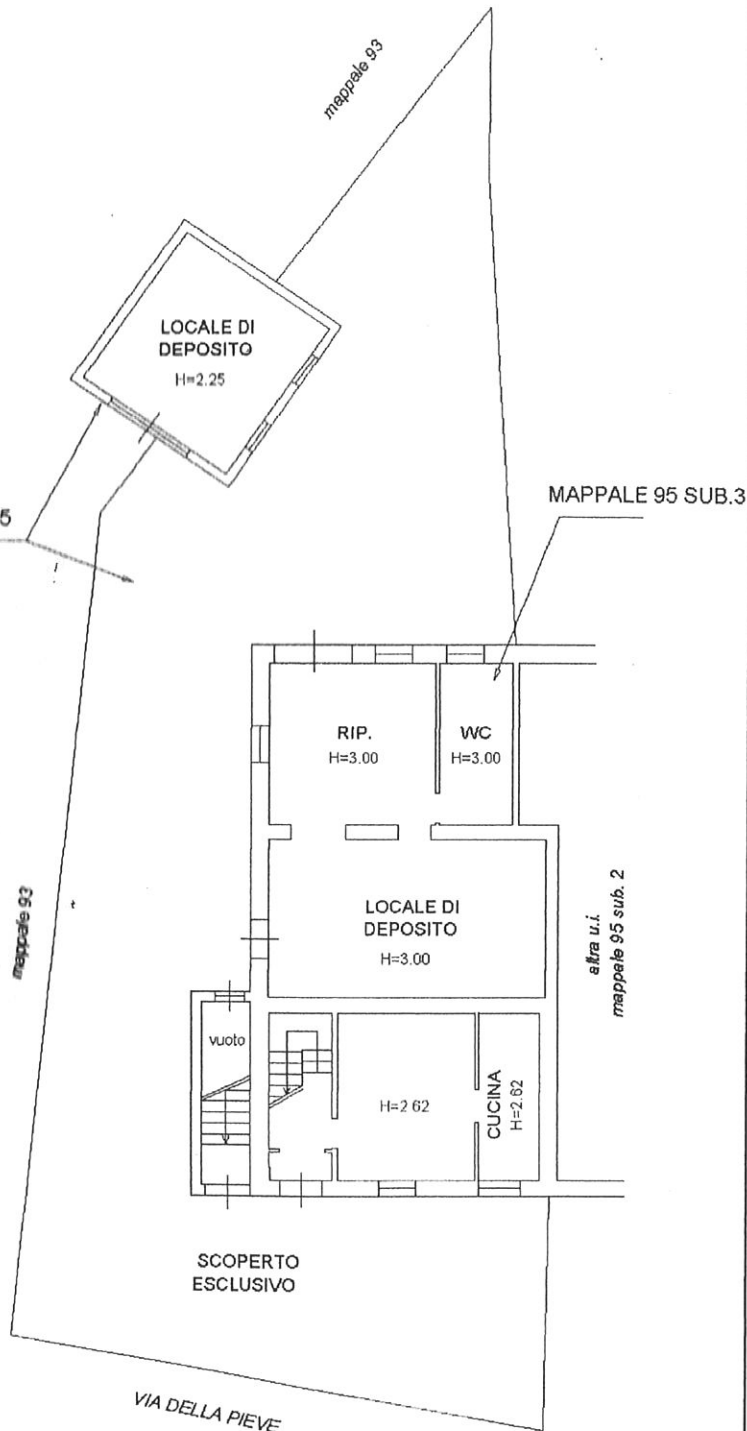 mappale 93
LOCALE DI
DEPOSITO
H=2.25
5
MAPPALE 95 SUB.3
RIP.
H=3.00
WC
H=3.00
mappale 93
LOCALE DI
DEPOSITO
H=3.00
altra u.i.
mappale 95 sub. 2
vuoto
H=2.62
CUCINA
H=2.62
SCOPERTO
ESCLUSIVO
VIA DELLA PIEVE